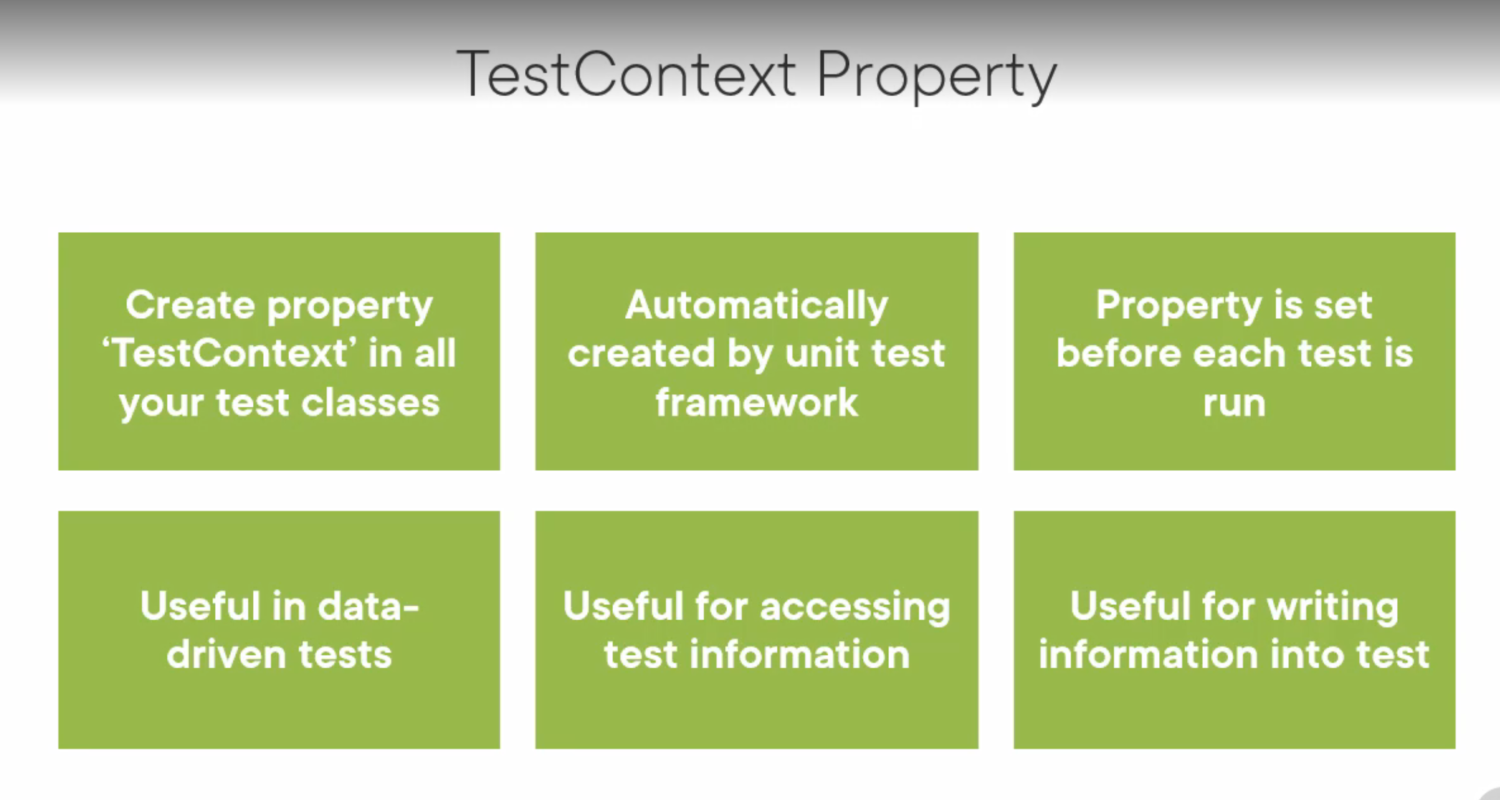 TestContext Property
Create property
‘TestContext’ in all
your test classes
Automatically
created by unit test
framework
Property is set
before each test is
run
Useful in data-
driven tests
Useful for accessing
test information
Useful for writing
information into test